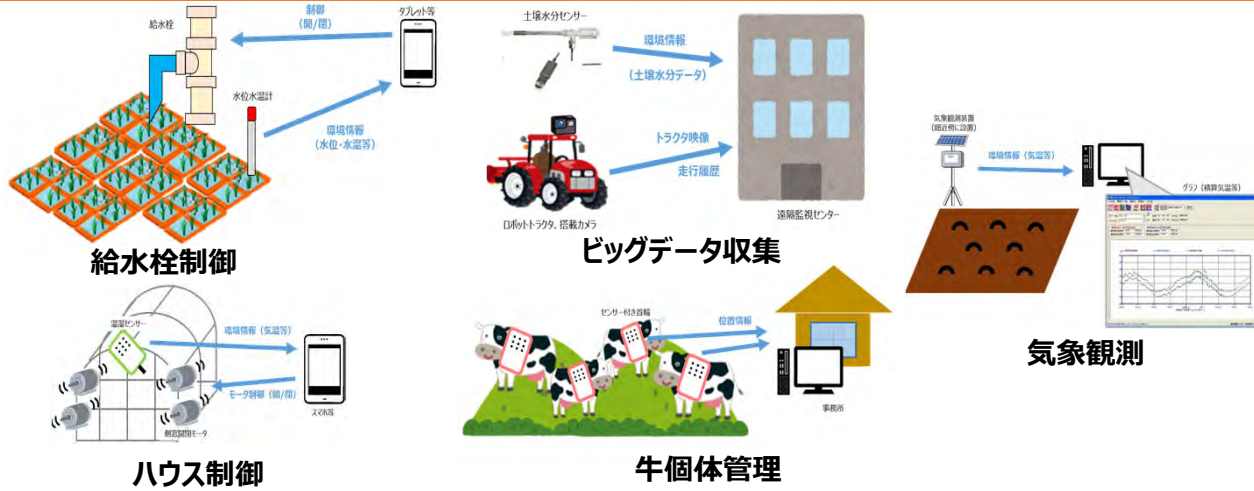 給水栓
制御
(開/閉)
タブレット等
水位水温計
環境情報
(水位・水温等)
給水栓制御
土壌水分センサー
環境情報
(土壌水分データ)
トラクタ映像
走行履歴
ロボットトラクタ、搭載カメラ
遠隔監視センター
ビッグデータ収集
気象観測装置
環境情報(気温等)
グラフ(積算気温等)
気象観測
温湿センサー
環境情報(気温等)
モータ制御(開/閉)
側窓開閉モータ
スマホ等
ハウス制御
センサー付き首輪
位置情報
事務所
牛個体管理